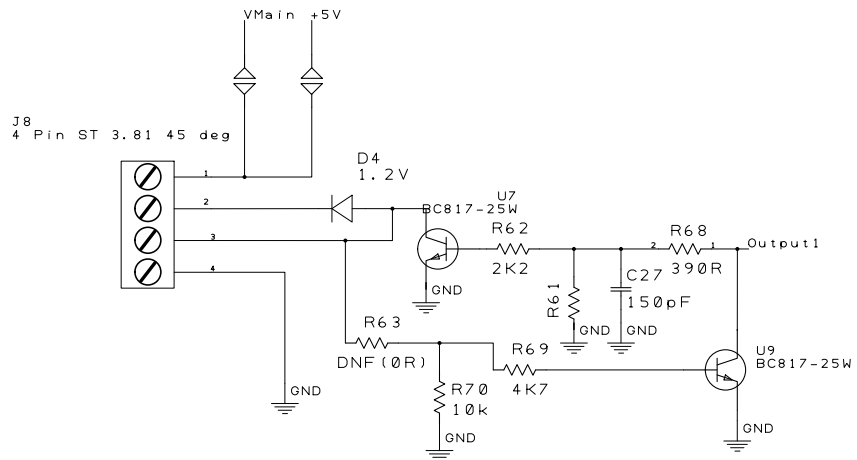 VMain +5V
J8
4 Pin ST 3.81 45 deg
1
2
3
4
D4
1.2V
U7
BC817-25W
R62
2K2
2
R68
1
390R
Output1
C27
150pF
R61
GND
GND
GND
GND
R63
DNF(0R)
R70
10k
GND
R69
4K7
U9
BC817-25W
GND